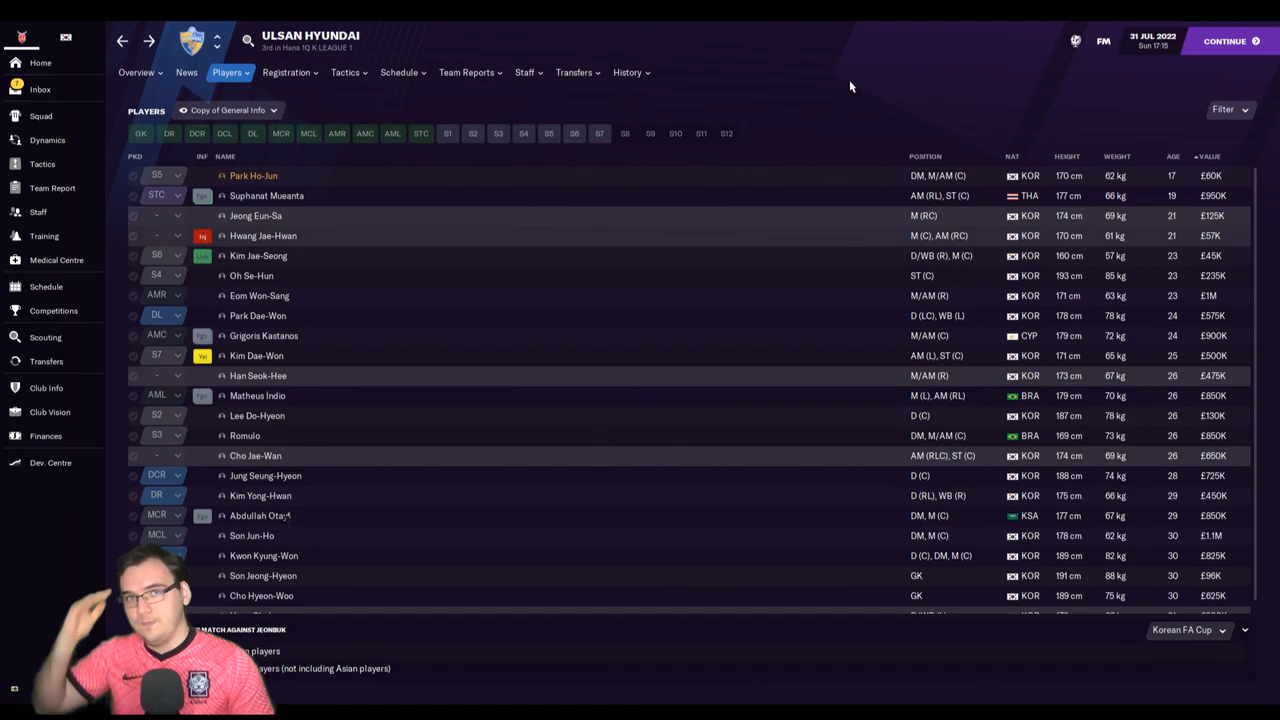 ULSAN HYUNDAI
3rd in Hana 1Q K LEAGUE 1
FM
31 JUL 2022
Sun 17:15
CONTINUE
Home
Inbox
7
Squad
Dynamics
Tactics
Team Report
Staff
Training
Medical Centre
Schedule
Competitions
Scouting
Transfers
Club Info
Club Vision
Finances
Dev. Centre
Overview News Players Registration Tactics Schedule Team Reports Staff Transfers History
PLAYERS Copy of General Info Filter
GK DR DCR DCL DL MCR MCL AMR AMC AML STC S1 S2 S3 S4 S5 S6 S7 S8 S9 S10 S11 S12
PKD INF NAME POSITION NAT HEIGHT WEIGHT AGE VALUE
S5 Park Ho-Jun DM, M/AM (C) KOR 170 cm 62 kg 17 £60K
STC Fgn Suphanat Mueanta AM (RL), ST (C) THA 177 cm 66 kg 19 £950K
- Jeong Eun-Sa M (RC) KOR 174 cm 69 kg 21 £125K
- Inj Hwang Jae-Hwan M (C), AM (RC) KOR 170 cm 61 kg 21 £57K
S6 Kim Jae-Seong D/WB (R), M (C) KOR 160 cm 57 kg 23 £45K
S4 Oh Se-Hun ST (C) KOR 193 cm 85 kg 23 £235K
AMR Eom Won-Sang M/AM (R) KOR 171 cm 63 kg 23 £1M
DL Park Dae-Won D (LC), WB (L) KOR 178 cm 78 kg 24 £575K
AMC Fgn Grigoris Kastanos M/AM (C) CYP 179 cm 72 kg 24 £900K
S7 Yel Kim Dae-Won AM (L), ST (C) KOR 171 cm 65 kg 25 £500K
- Han Seok-Hee M/AM (R) KOR 173 cm 67 kg 26 £475K
AML Fgn Matheus Índio M (L), AM (RL) BRA 179 cm 70 kg 26 £850K
S2 Lee Do-Hyeon D (C) KOR 187 cm 78 kg 26 £130K
S3 Romulo DM, M/AM (C) BRA 169 cm 73 kg 26 £850K
- Cho Jae-Wan AM (RLC), ST (C) KOR 174 cm 69 kg 26 £650K
DCR Jung Seung-Hyeon D (C) KOR 188 cm 74 kg 28 £725K
DR Kim Yong-Hwan D (RL), WB (R) KOR 175 cm 66 kg 29 £450K
MCR Fgn Abdullah DM, M (C) KSA 177 cm 67 kg 29 £850K
MCL Son Jun-Ho DM, M (C) KOR 178 cm 62 kg 30 £1.1M
Kwon Kyung-Won D (C), DM, M (C) KOR 189 cm 82 kg 30 £825K
Son Jeong-Hyeon GK KOR 191 cm 88 kg 30 £96K
Cho Hyeon-Woo GK KOR 189 cm 75 kg 30 £625K
MATCH AGAINST JEONBUK Korean FA Cup
players
(not including Asian players)